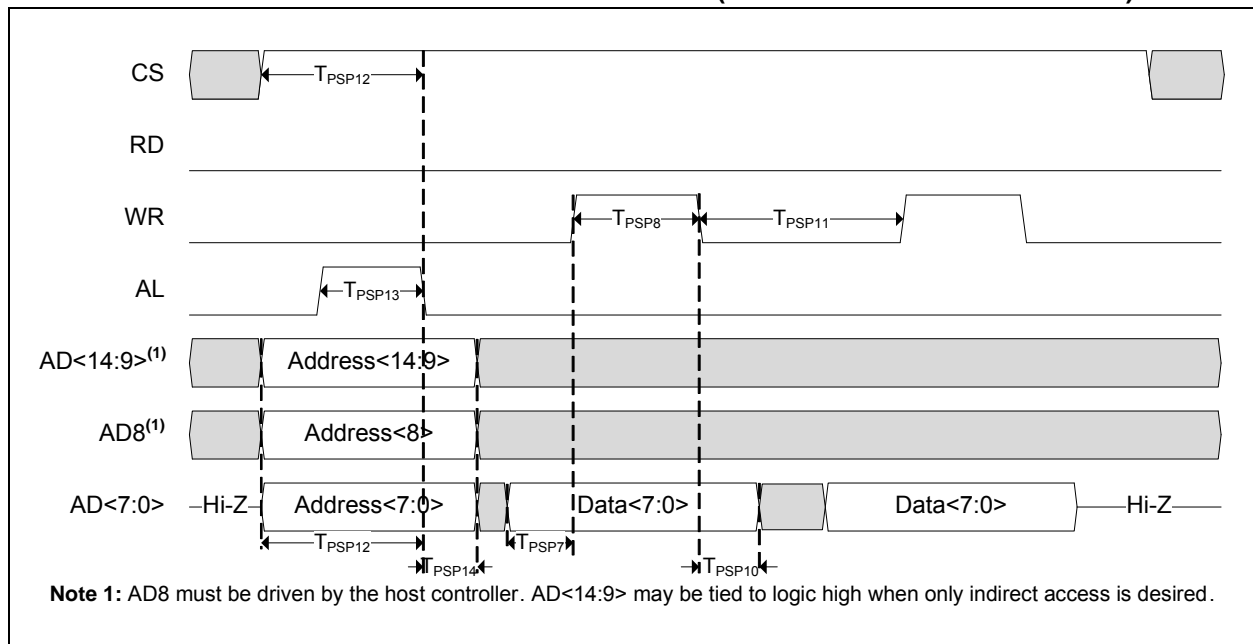 CS
T_PSP12
RD
WR
T_PSP8
T_PSP11
AL
T_PSP13
AD<14:9>(1)
Address<14:9>
AD8(1)
Address<8>
AD<7:0>
Hi-Z
Address<7:0>
Data<7:0>
Data<7:0>
Hi-Z
T_PSP12
T_PSP14
T_PSP7
T_PSP10
Note 1: AD8 must be driven by the host controller. AD<14:9> may be tied to logic high when only indirect access is desired.